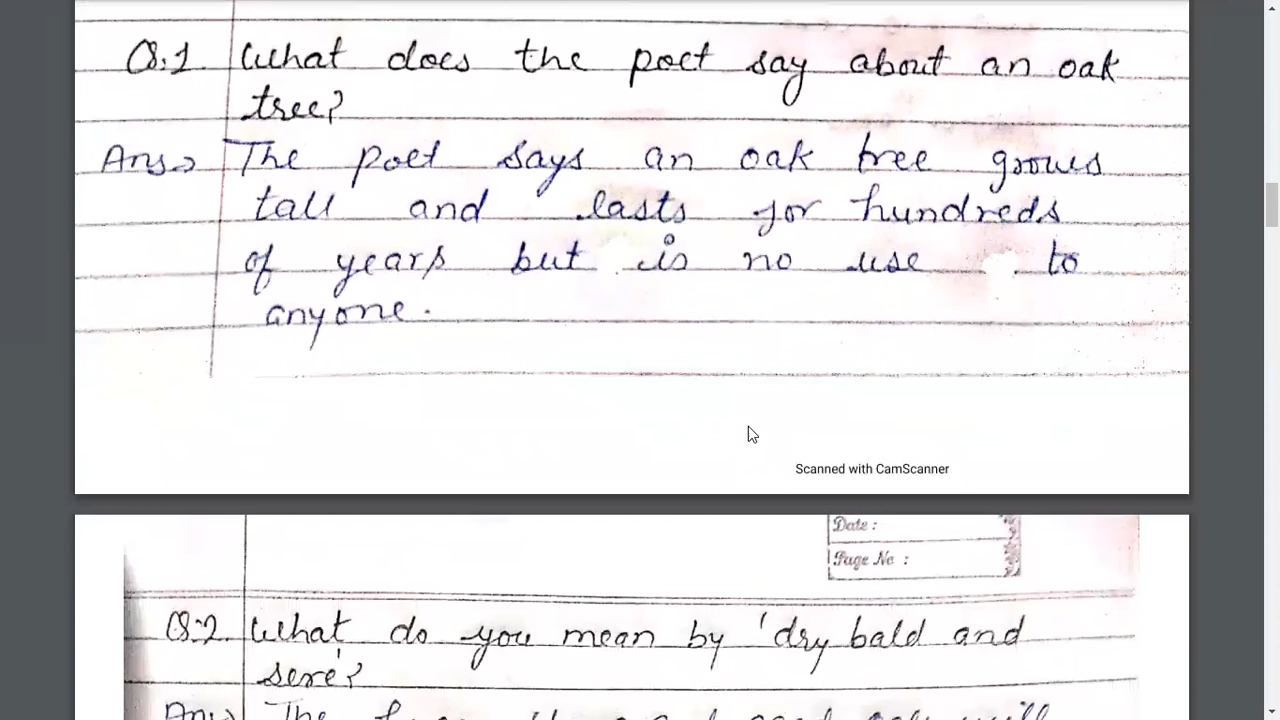 Q.1. What does the poet say about an oak
tree?
Ans→ The poet says an oak tree grows
tall and lasts for hundreds
of years but is no use to
anyone.
Scanned with CamScanner
Date :
Page No :
Q.2. What do you mean by 'dry bald and
sere'?
Ans→ The